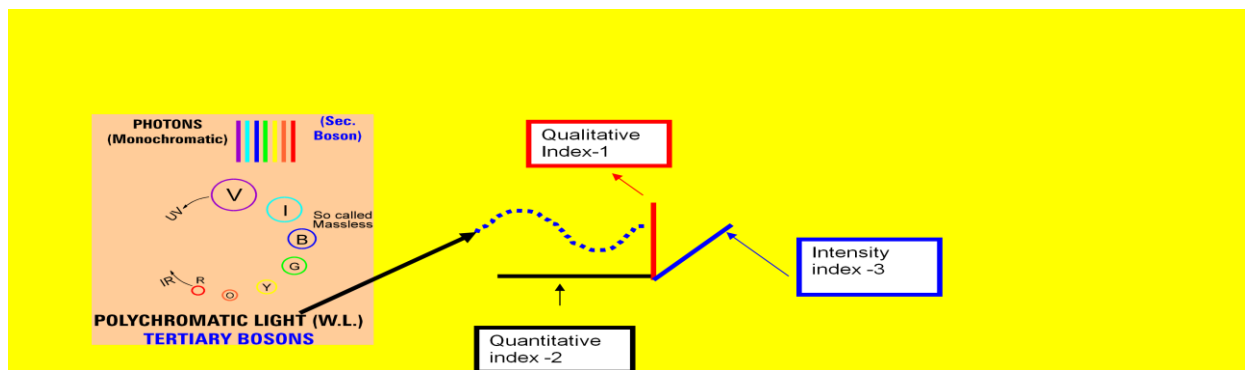 PHOTONS
(Monochromatic)
(Sec.
Boson)
V
UV
I
So called
Massless
B
G
IR
R
O
Y
POLYCHROMATIC LIGHT (W.L.)
TERTIARY BOSONS
Qualitative
Index-1
Intensity
index -3
Quantitative
index -2